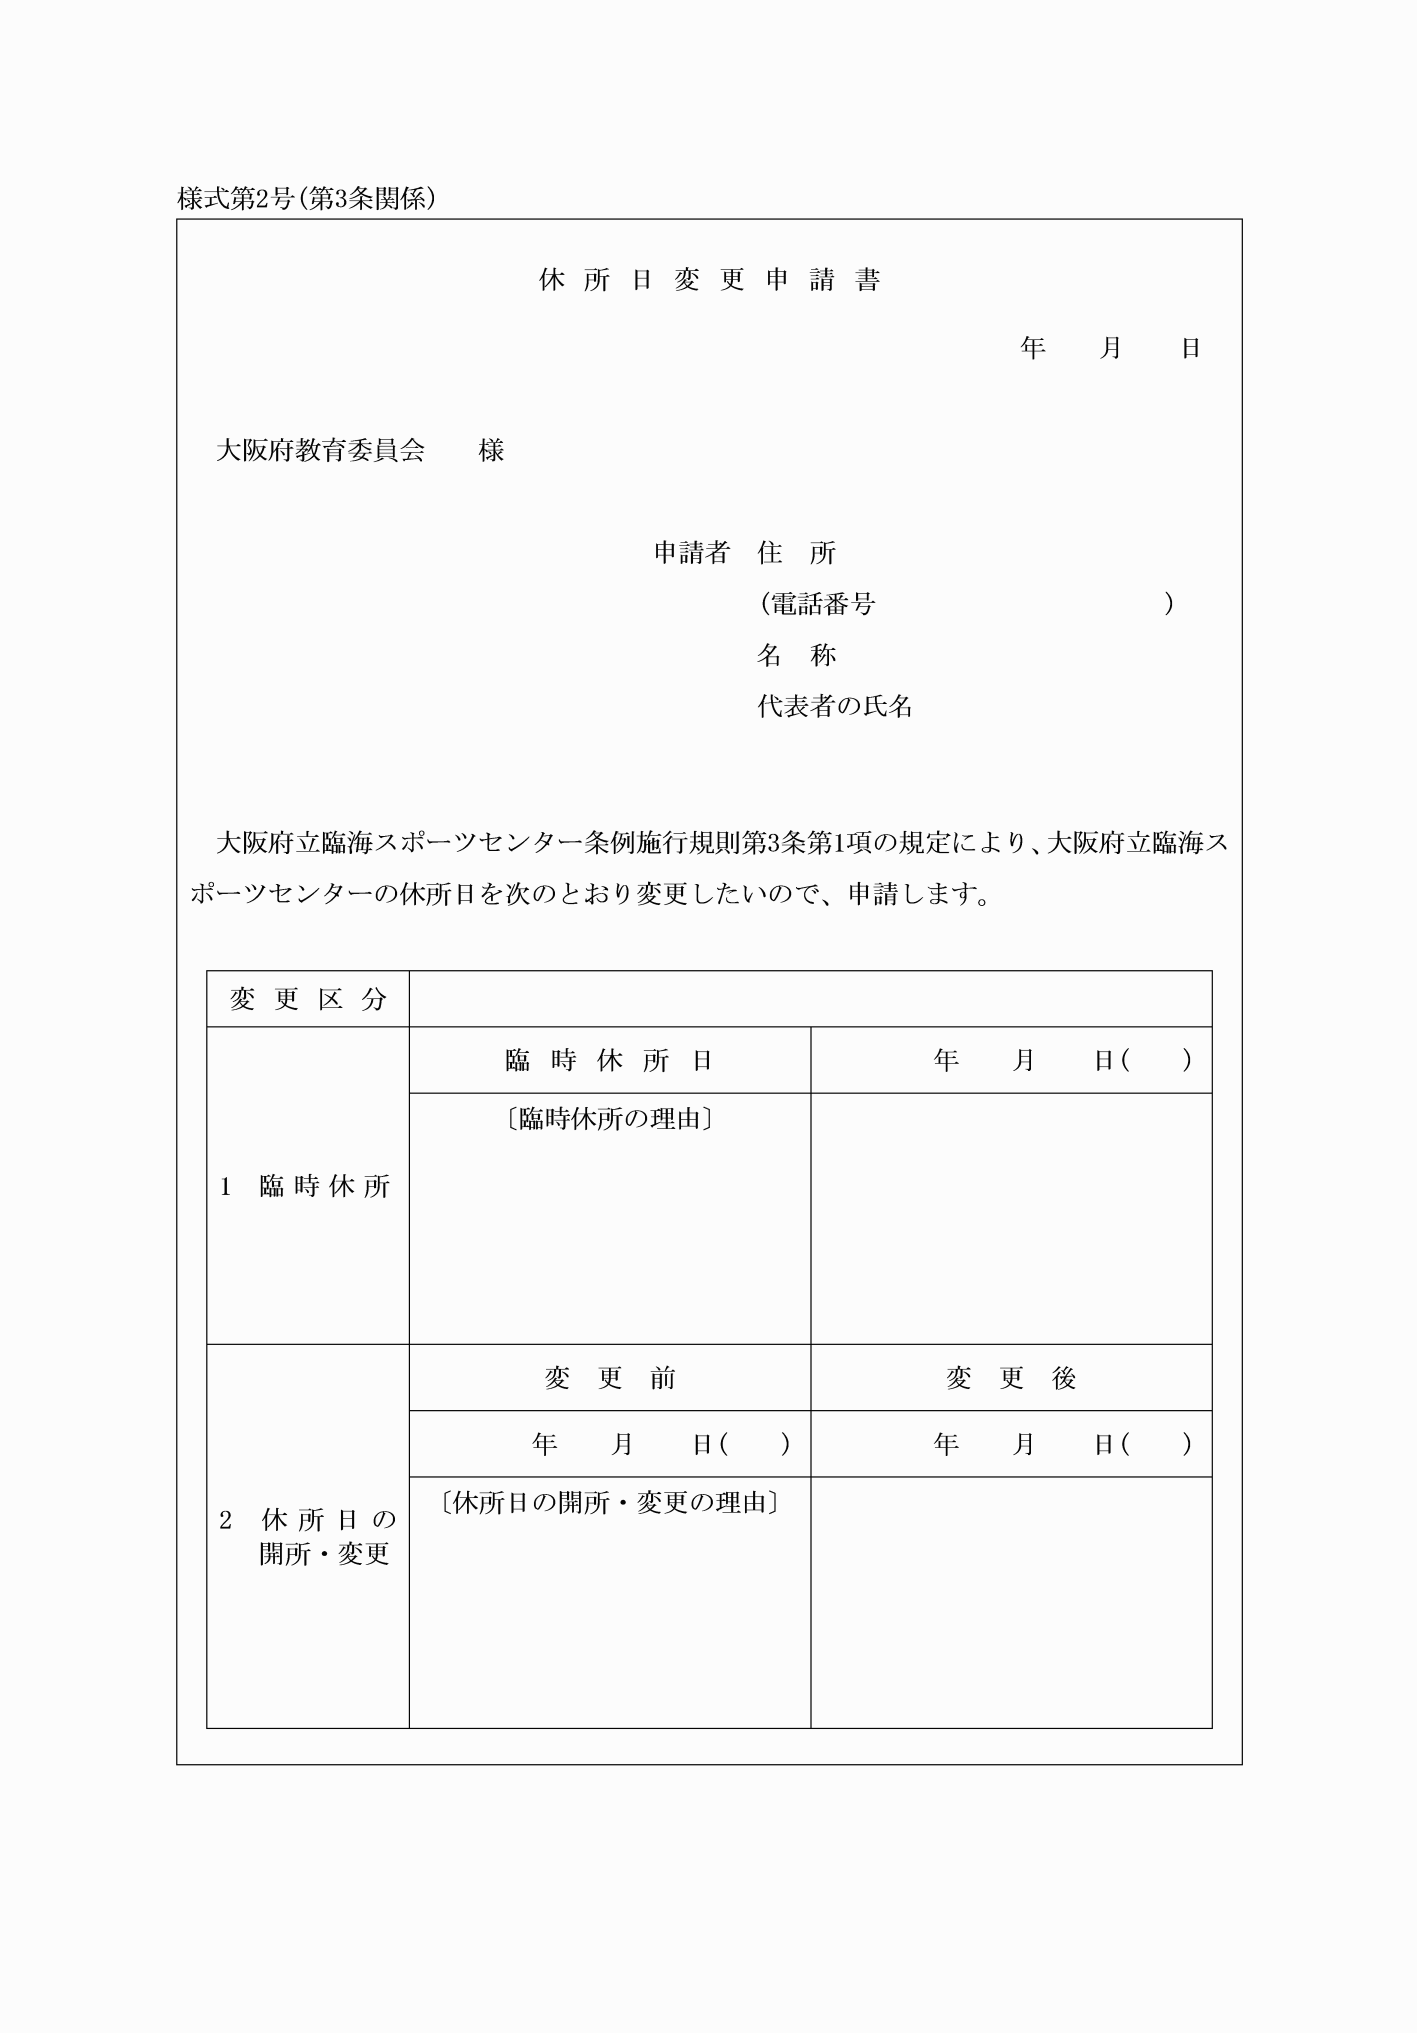 様式第2号(第3条関係)
休所日変更申請書
年　　月　　日
大阪府教育委員会　　様
申請者　住　所
(電話番号　　　　　　　　　　　)
名　称
代表者の氏名
大阪府立臨海スポーツセンター条例施行規則第3条第1項の規定により、大阪府立臨海ス
ポーツセンターの休所日を次のとおり変更したいので、申請します。
変更区分
臨時休所日
年　　月　　日(　　)
1　臨時休所
〔臨時休所の理由〕
変　更　前
変　更　後
年　　月　　日(　　)
年　　月　　日(　　)
2　休所日の
開所・変更
〔休所日の開所・変更の理由〕